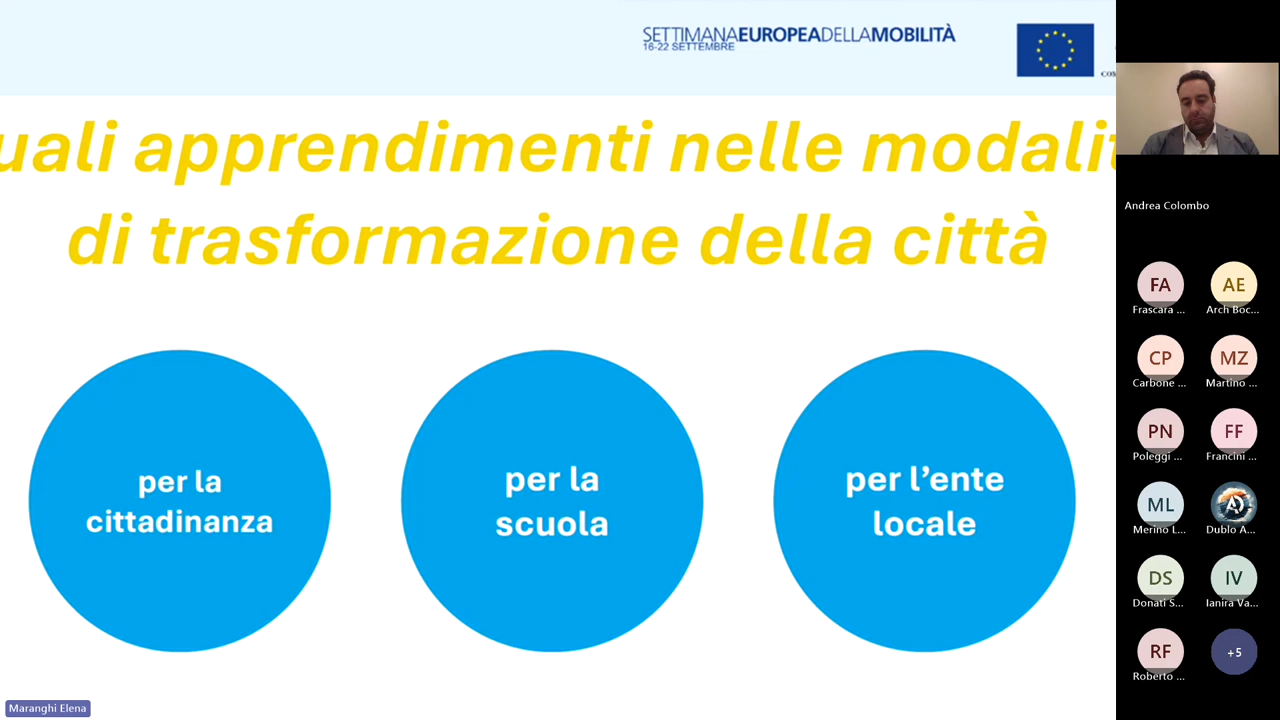 SETTIMANAEUROPEADELLAMOBILITÀ
16-22 SETTEMBRE
uali apprendimenti nelle modalit
di trasformazione della città
per la
cittadinanza
per la
scuola
per l’ente
locale
Maranghi Elena
Andrea Colombo
FA
AE
Frascara ...
Arch Boc...
CP
MZ
Carbone ...
Martino ...
PN
FF
Poleggi ...
Francini ...
ML
Merino L...
Dublo A...
DS
IV
Donati S...
Ianira Va...
RF
+5
Roberto ...